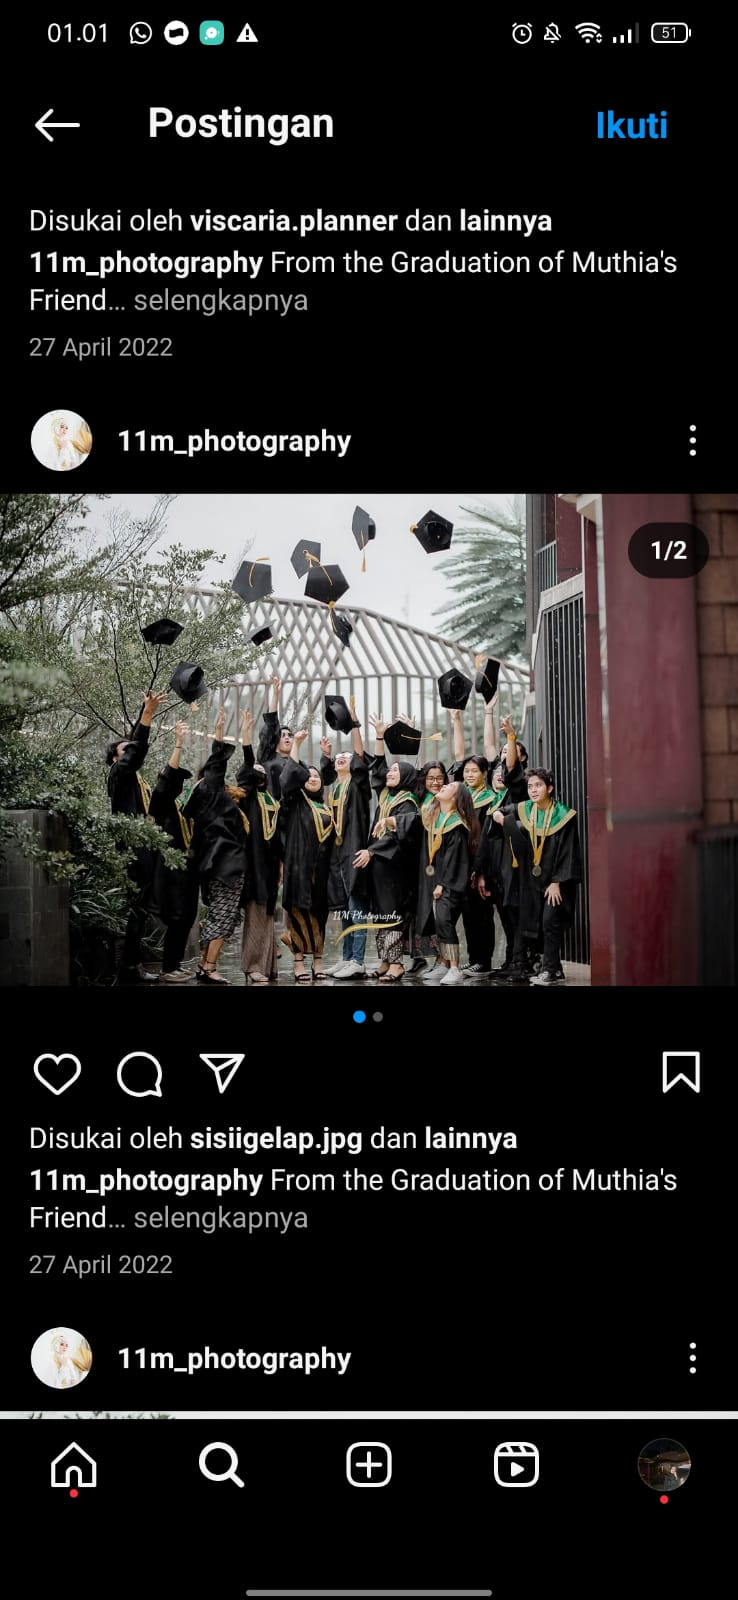 01.01
51
Postingan
Ikuti
Disukai oleh viscaria.planner dan lainnya
11m_photography From the Graduation of Muthia's
Friend... selengkapnya
27 April 2022
11m_photography
1/2
11M Photography
Disukai oleh sisiigelap.jpg dan lainnya
11m_photography From the Graduation of Muthia's
Friend... selengkapnya
27 April 2022
11m_photography